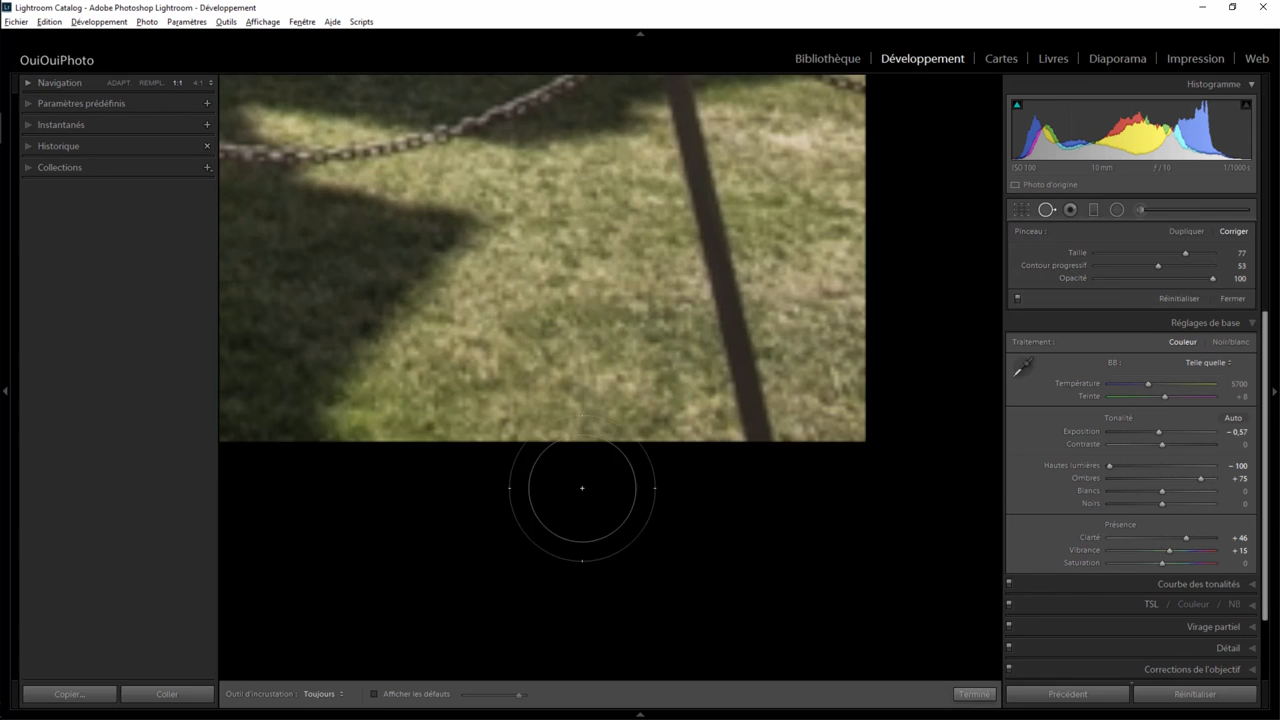 Lightroom Catalog - Adobe Photoshop Lightroom - Développement
Fichier Edition Développement Photo Paramètres Outils Affichage Fenêtre Aide Scripts
OuiOuiPhoto
Bibliothèque Développement Cartes Livres Diaporama Impression Web
Navigation ADAPT. REMPL. 1:1 4:1
Paramètres prédéfinis
Instantanés
Historique
Collections
Histogramme
ISO 100 10 mm ƒ / 10 1/1000 s
Photo d'origine
Pinceau : Dupliquer Corriger
Taille 77
Contour progressif 53
Opacité 100
Réinitialiser Fermer
Réglages de base
Traitement : Couleur Noir/blanc
BB : Telle quelle
Température 5700
Teinte + 8
Tonalité Auto
Exposition – 0,57
Contraste 0
Hautes lumières – 100
Ombres + 75
Blancs 0
Noirs 0
Présence
Clarté + 46
Vibrance + 15
Saturation 0
Courbe des tonalités
TSL / Couleur / NB
Virage partiel
Détail
Corrections de l'objectif
Copier... Coller
Outil d'incrustation : Toujours Afficher les défauts Terminé
Précédent Réinitialiser